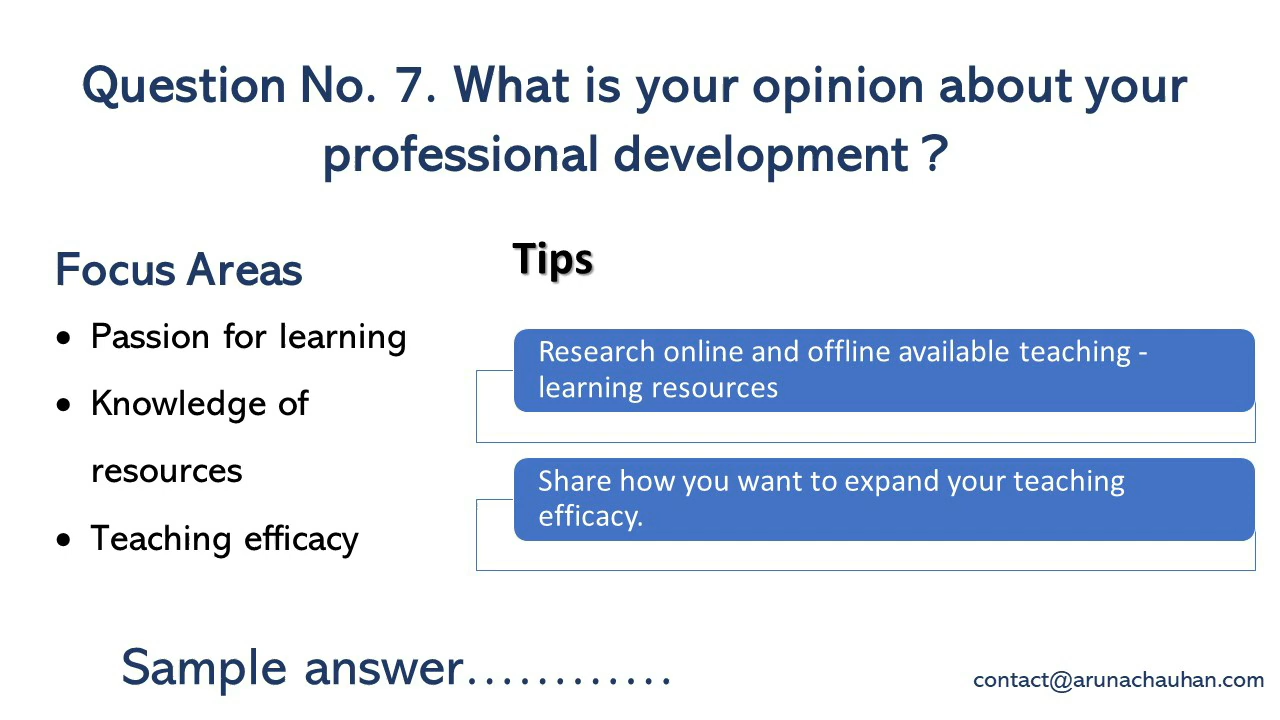 Question No. 7. What is your opinion about your
professional development ?
Focus Areas
• Passion for learning
• Knowledge of
resources
• Teaching efficacy
Tips
Research online and offline available teaching -
learning resources
Share how you want to expand your teaching
efficacy.
Sample answer............
contact@arunachauhan.com